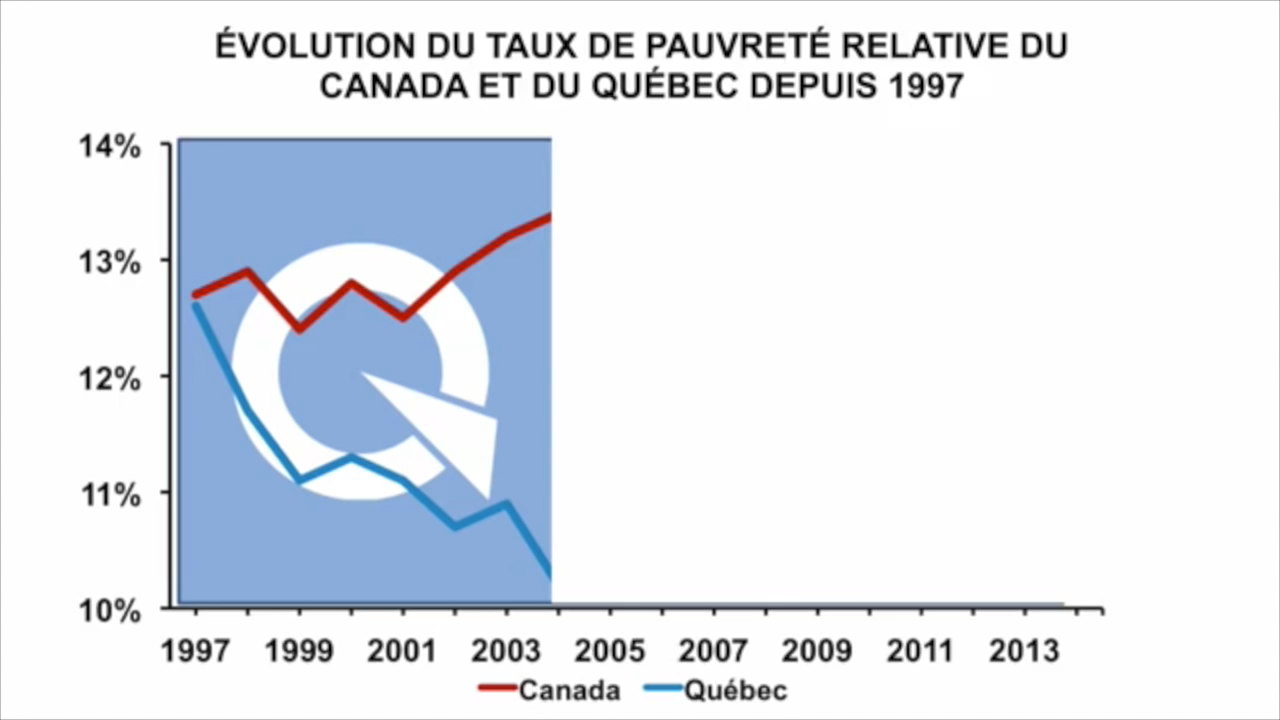 ÉVOLUTION DU TAUX DE PAUVRETÉ RELATIVE DU
CANADA ET DU QUÉBEC DEPUIS 1997
14%
13%
12%
11%
10%
1997 1999 2001 2003 2005 2007 2009 2011 2013
Canada Québec